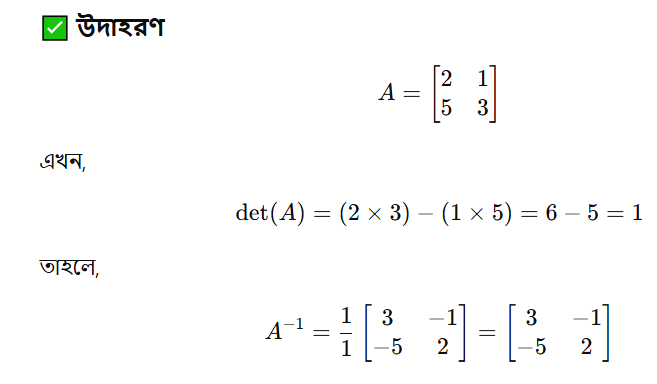 ✅ উদাহরণ
A = [2 1
5 3]
এখন,
det(A) = (2 × 3) − (1 × 5) = 6 − 5 = 1
তাহলে,
A⁻¹ = 1/1 [3 −1
−5 2] = [3 −1
−5 2]